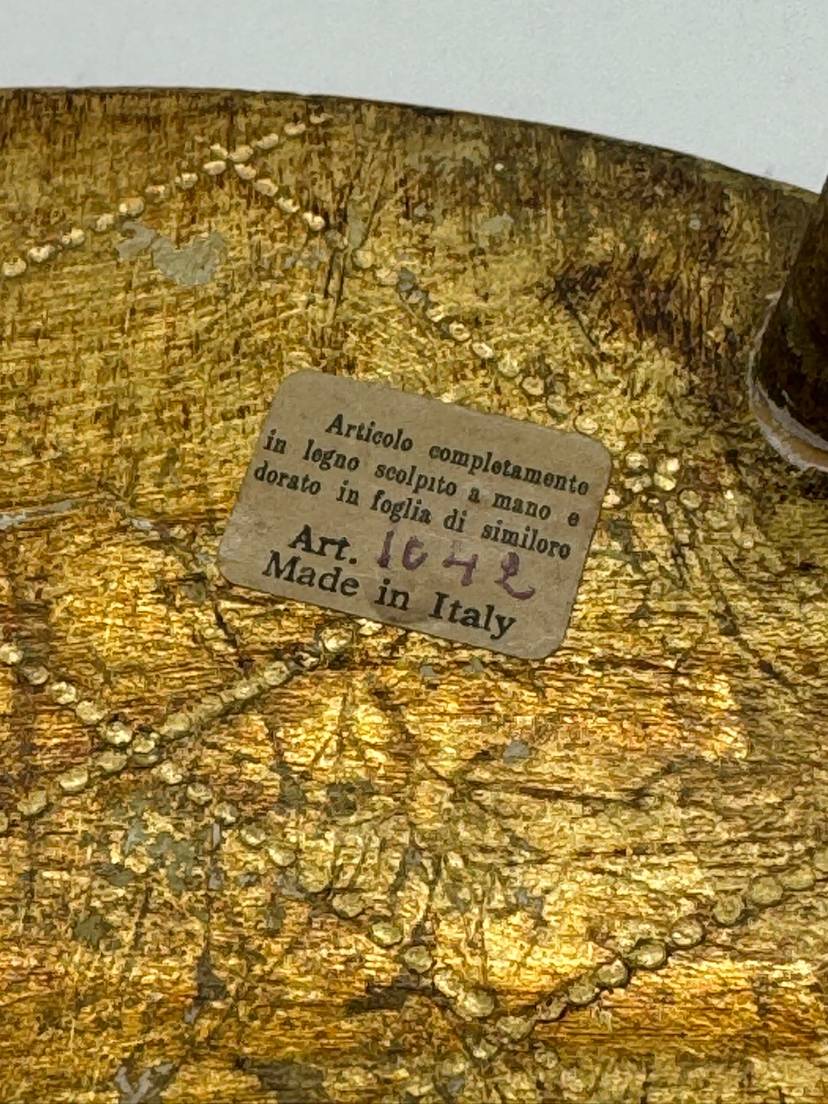 Articolo completamente
in legno scolpito a mano e
dorato in foglia di similoro
Art. 1042
Made in Italy